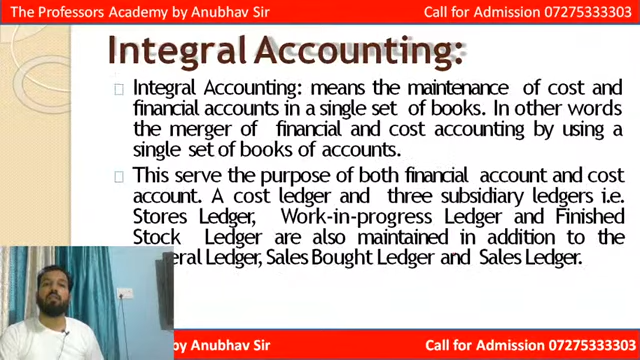 The Professors Academy by Anubhav Sir Call for Admission 07275333303
Integral Accounting:
Integral Accounting: means the maintenance of cost and
financial accounts in a single set of books. In other words
the merger of financial and cost accounting by using a
single set of books of accounts.
This serve the purpose of both financial account and cost
account. A cost ledger and three subsidiary ledgers i.e.
Stores Ledger, Work-in-progress Ledger and Finished
Stock Ledger are also maintained in addition to the
Ledger, Sales Bought Ledger and Sales Ledger.
by Anubhav Sir Call for Admission 07275333303